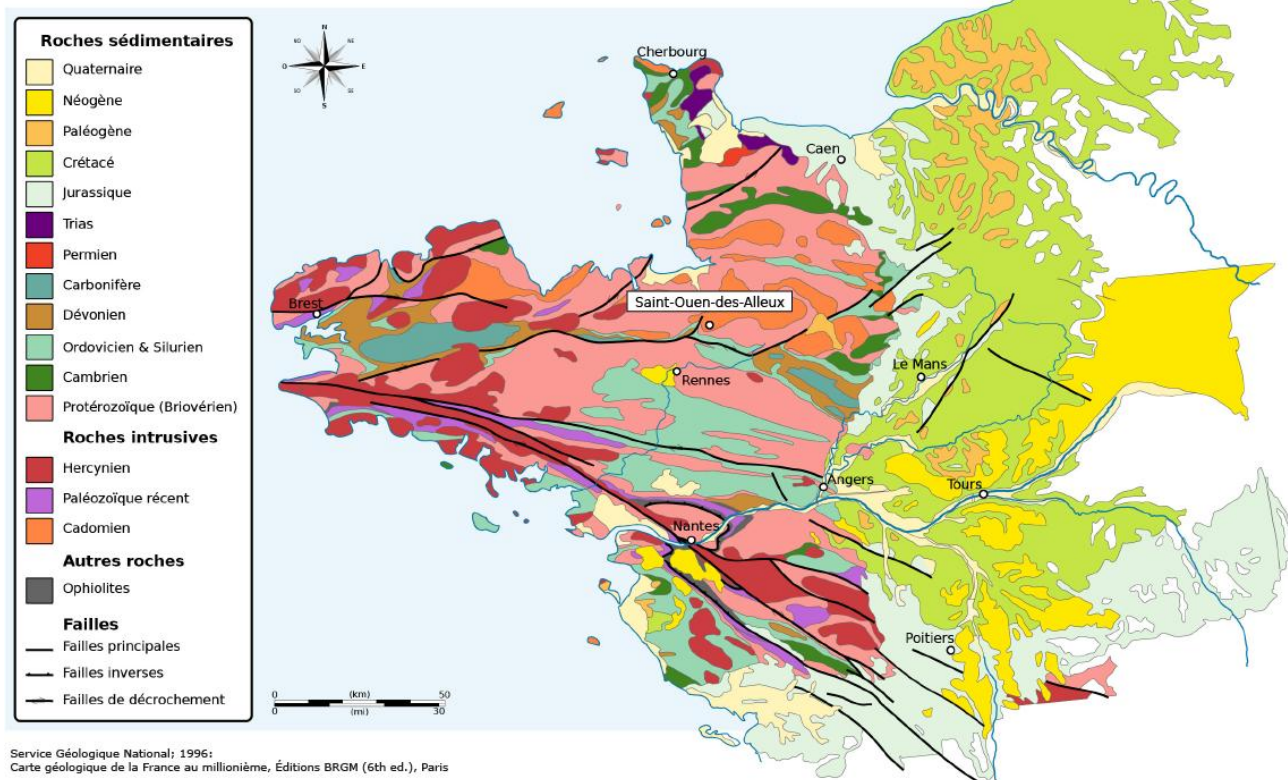 Roches sédimentaires
Quaternaire
Néogène
Paléogène
Crétacé
Jurassique
Trias
Permien
Carbonifère
Dévonien
Ordovicien & Silurien
Cambrien
Protérozoïque (Briovérien)
Roches intrusives
Hercynien
Paléozoïque récent
Cadomien
Autres roches
Ophiolites
Failles
Failles principales
Failles inverses
Failles de décrochement
N
E
S
O
Cherbourg
Caen
Brest
Saint-Ouen-des-Alleux
Rennes
Le Mans
Angers
Tours
Nantes
Poitiers
0 (km) 50
0 (mi) 30
Service Géologique National; 1996:
Carte géologique de la France au millionième, Éditions BRGM (6th ed.), Paris